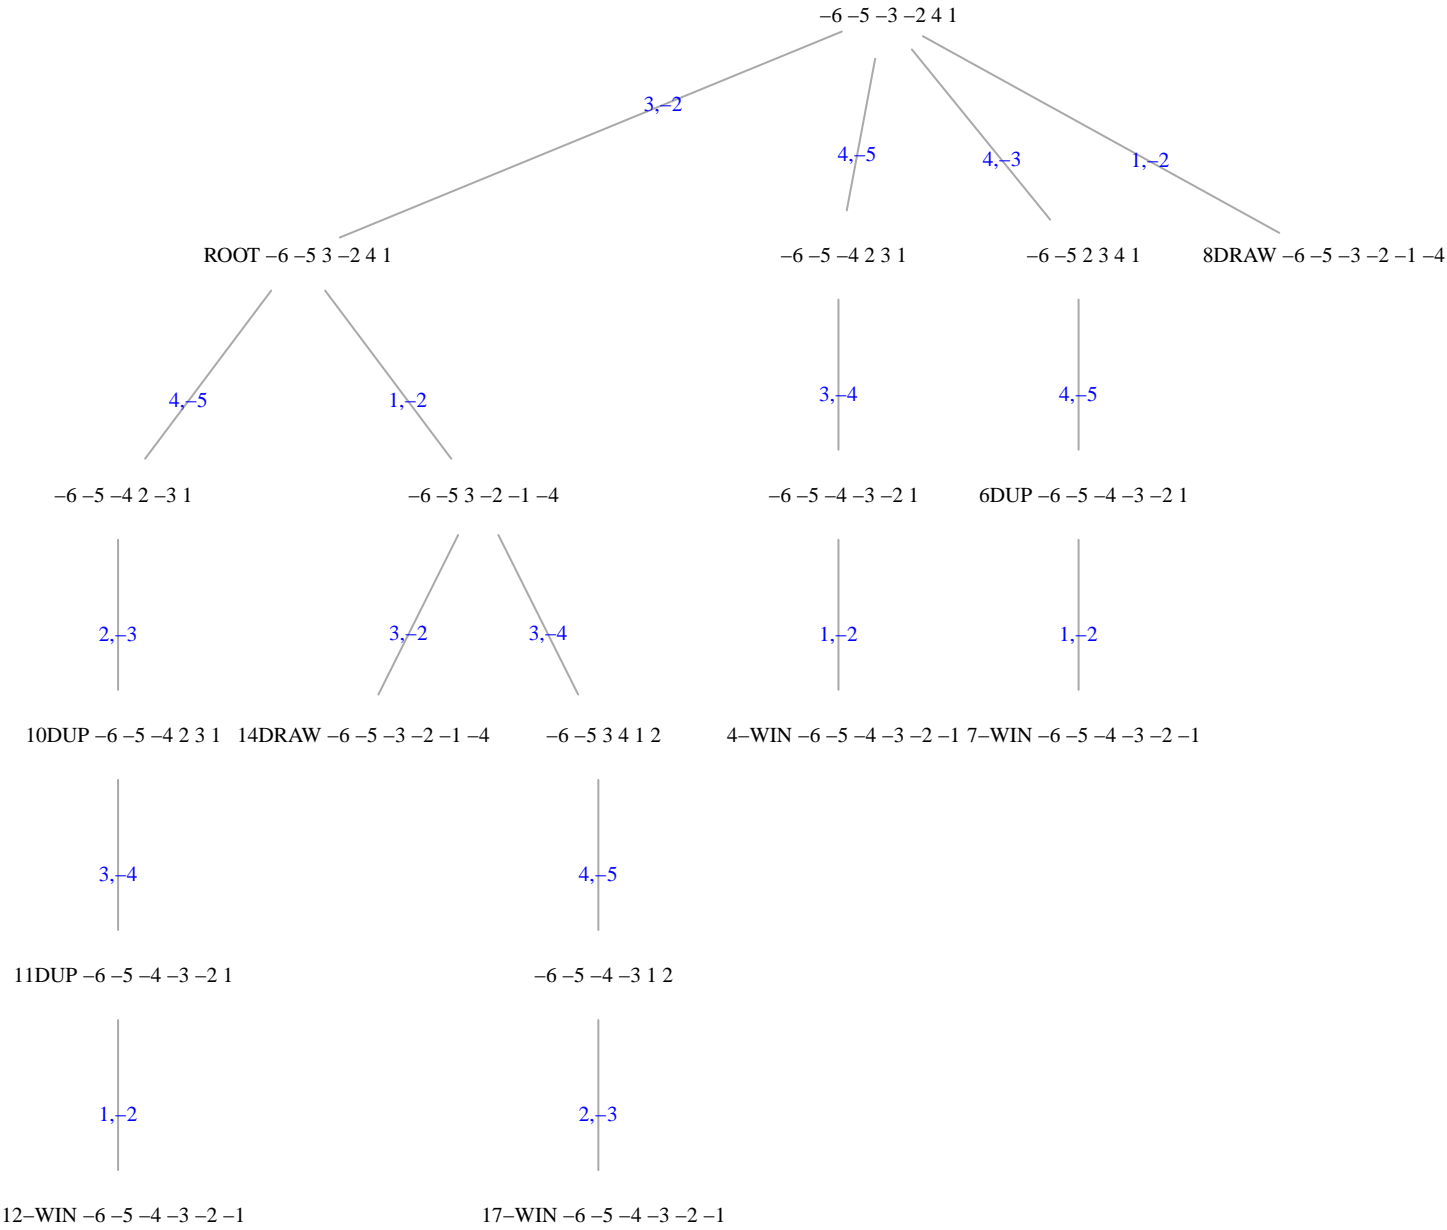 –6 –5 –3 –2 4 1
3,–2
4,–5
4,–3
1,–2
ROOT –6 –5 3 –2 4 1
–6 –5 –4 2 3 1
–6 –5 2 3 4 1
8DRAW –6 –5 –3 –2 –1 –4
4,–5
1,–2
3,–4
4,–5
–6 –5 –4 2 –3 1
–6 –5 3 –2 –1 –4
–6 –5 –4 –3 –2 1
6DUP –6 –5 –4 –3 –2 1
2,–3
3,–2
3,–4
1,–2
1,–2
10DUP –6 –5 –4 2 3 1
14DRAW –6 –5 –3 –2 –1 –4
–6 –5 3 4 1 2
4–WIN –6 –5 –4 –3 –2 –1
7–WIN –6 –5 –4 –3 –2 –1
3,–4
4,–5
11DUP –6 –5 –4 –3 –2 1
–6 –5 –4 –3 1 2
1,–2
2,–3
12–WIN –6 –5 –4 –3 –2 –1
17–WIN –6 –5 –4 –3 –2 –1